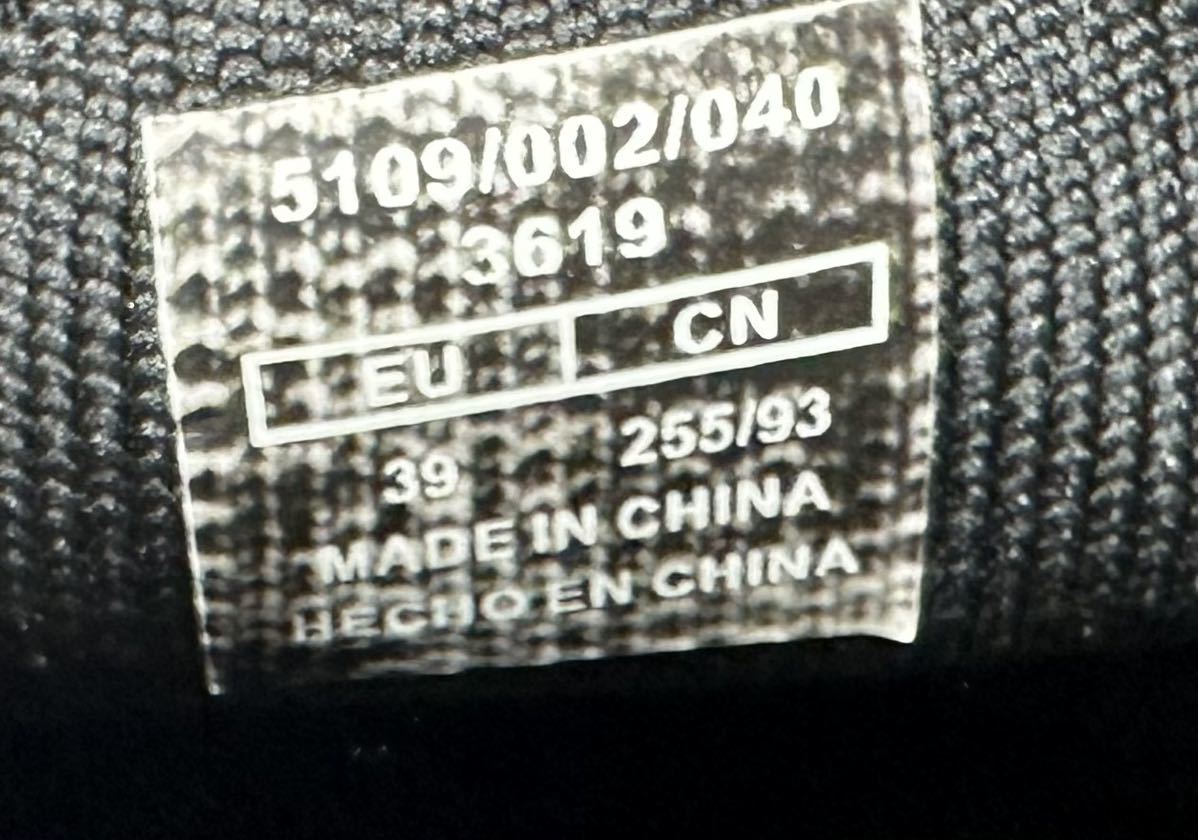 5109/002/040
3619
EU CN
39 255/93
MADE IN CHINA
HECHO EN CHINA